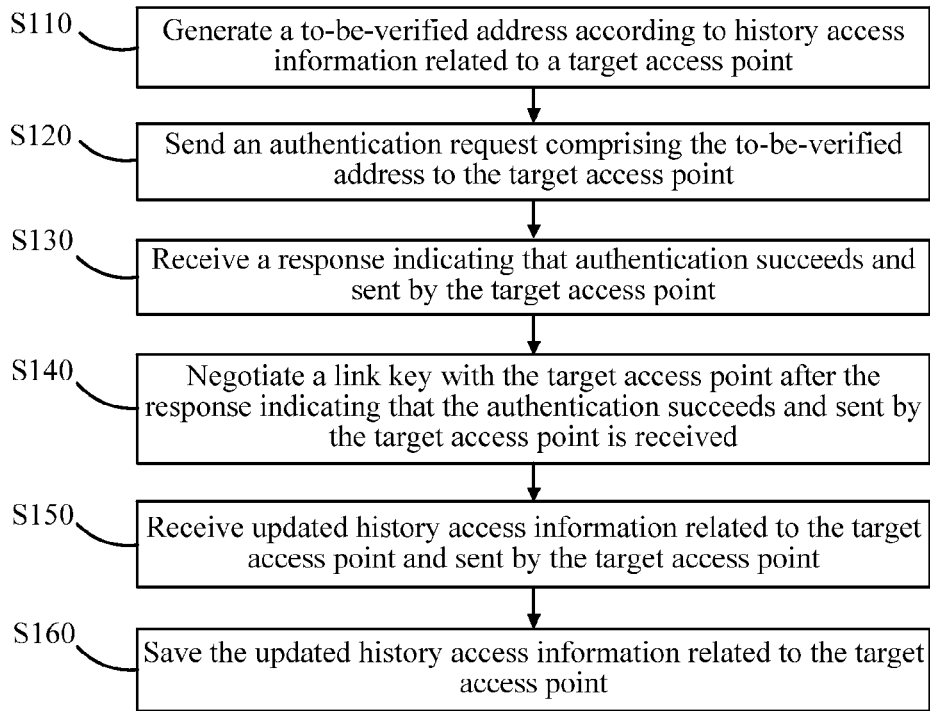 S110
Generate a to-be-verified address according to history access
information related to a target access point
S120
Send an authentication request comprising the to-be-verified
address to the target access point
S130
Receive a response indicating that authentication succeeds and
sent by the target access point
S140
Negotiate a link key with the target access point after the
response indicating that the authentication succeeds and sent by
the target access point is received
S150
Receive updated history access information related to the target
access point and sent by the target access point
S160
Save the updated history access information related to the target
access point